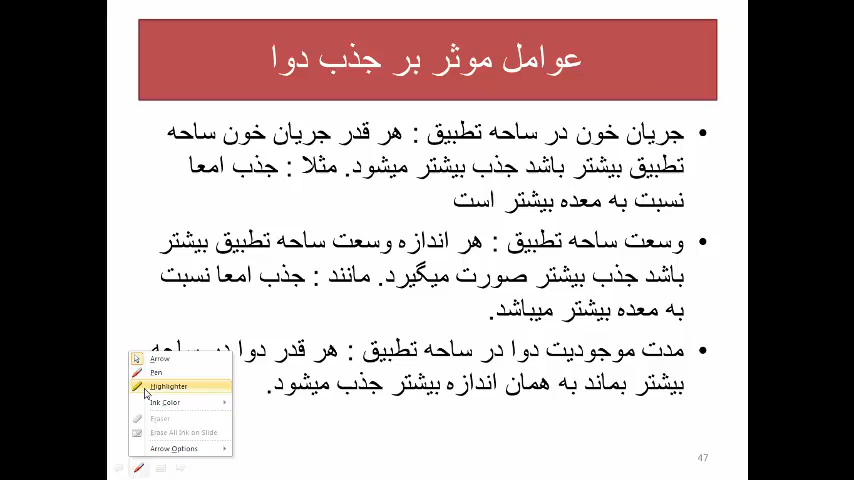 عوامل موثر بر جذب دوا
• جریان خون در ساحه تطبیق : هر قدر جریان خون ساحه
تطبیق بیشتر باشد جذب بیشتر میشود. مثلا : جذب امعا
نسبت به معده بیشتر است
• وسعت ساحه تطبیق : هر اندازه وسعت ساحه تطبیق بیشتر
باشد جذب بیشتر صورت میگیرد. مانند : جذب امعا نسبت
به معده بیشتر میباشد.
• مدت موجودیت دوا در ساحه تطبیق : هر قدر دوا در ساحه
بیشتر بماند به همان اندازه بیشتر جذب میشود.
Arrow
Pen
Highlighter
Ink Color
Eraser
Erase All Ink on Slide
Arrow Options
47